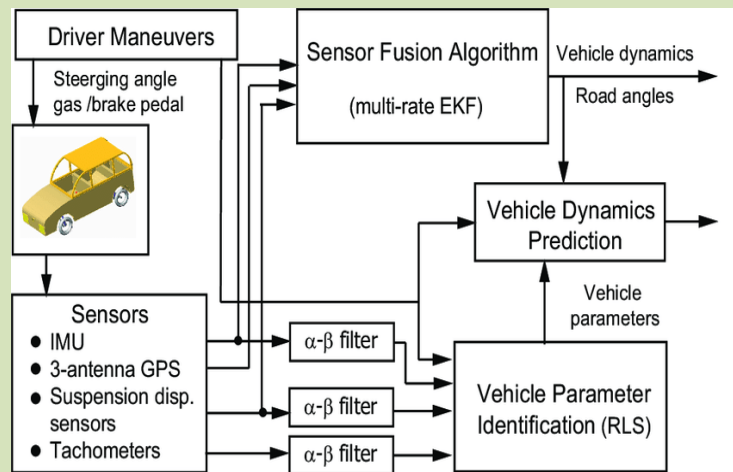 Driver Maneuvers
Steerging angle
gas /brake pedal
Sensor Fusion Algorithm
(multi-rate EKF)
Vehicle dynamics
Road angles
Vehicle Dynamics
Prediction
Vehicle
parameters
Sensors
● IMU
● 3-antenna GPS
● Suspension disp.
sensors
● Tachometers
α-β filter
α-β filter
α-β filter
Vehicle Parameter
Identification (RLS)